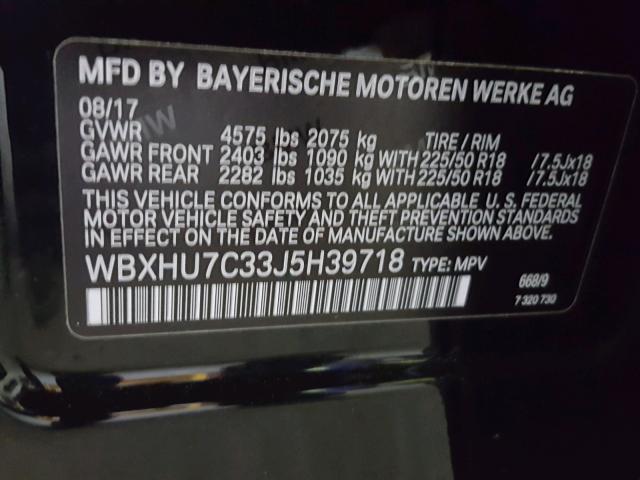 MFD BY BAYERISCHE MOTOREN WERKE AG
08/17
GVWR 4575 lbs 2075 kg TIRE / RIM
GAWR FRONT 2403 lbs 1090 kg WITH 225/50 R18 /7.5Jx18
GAWR REAR 2282 lbs 1035 kg WITH 225/50 R18 /7.5Jx18
THIS VEHICLE CONFORMS TO ALL APPLICABLE U. S. FEDERAL
MOTOR VEHICLE SAFETY AND THEFT PREVENTION STANDARDS
IN EFFECT ON THE DATE OF MANUFACTURE SHOWN ABOVE.
WBXHU7C33J5H39718 TYPE: MPV
668/9
7 320 730